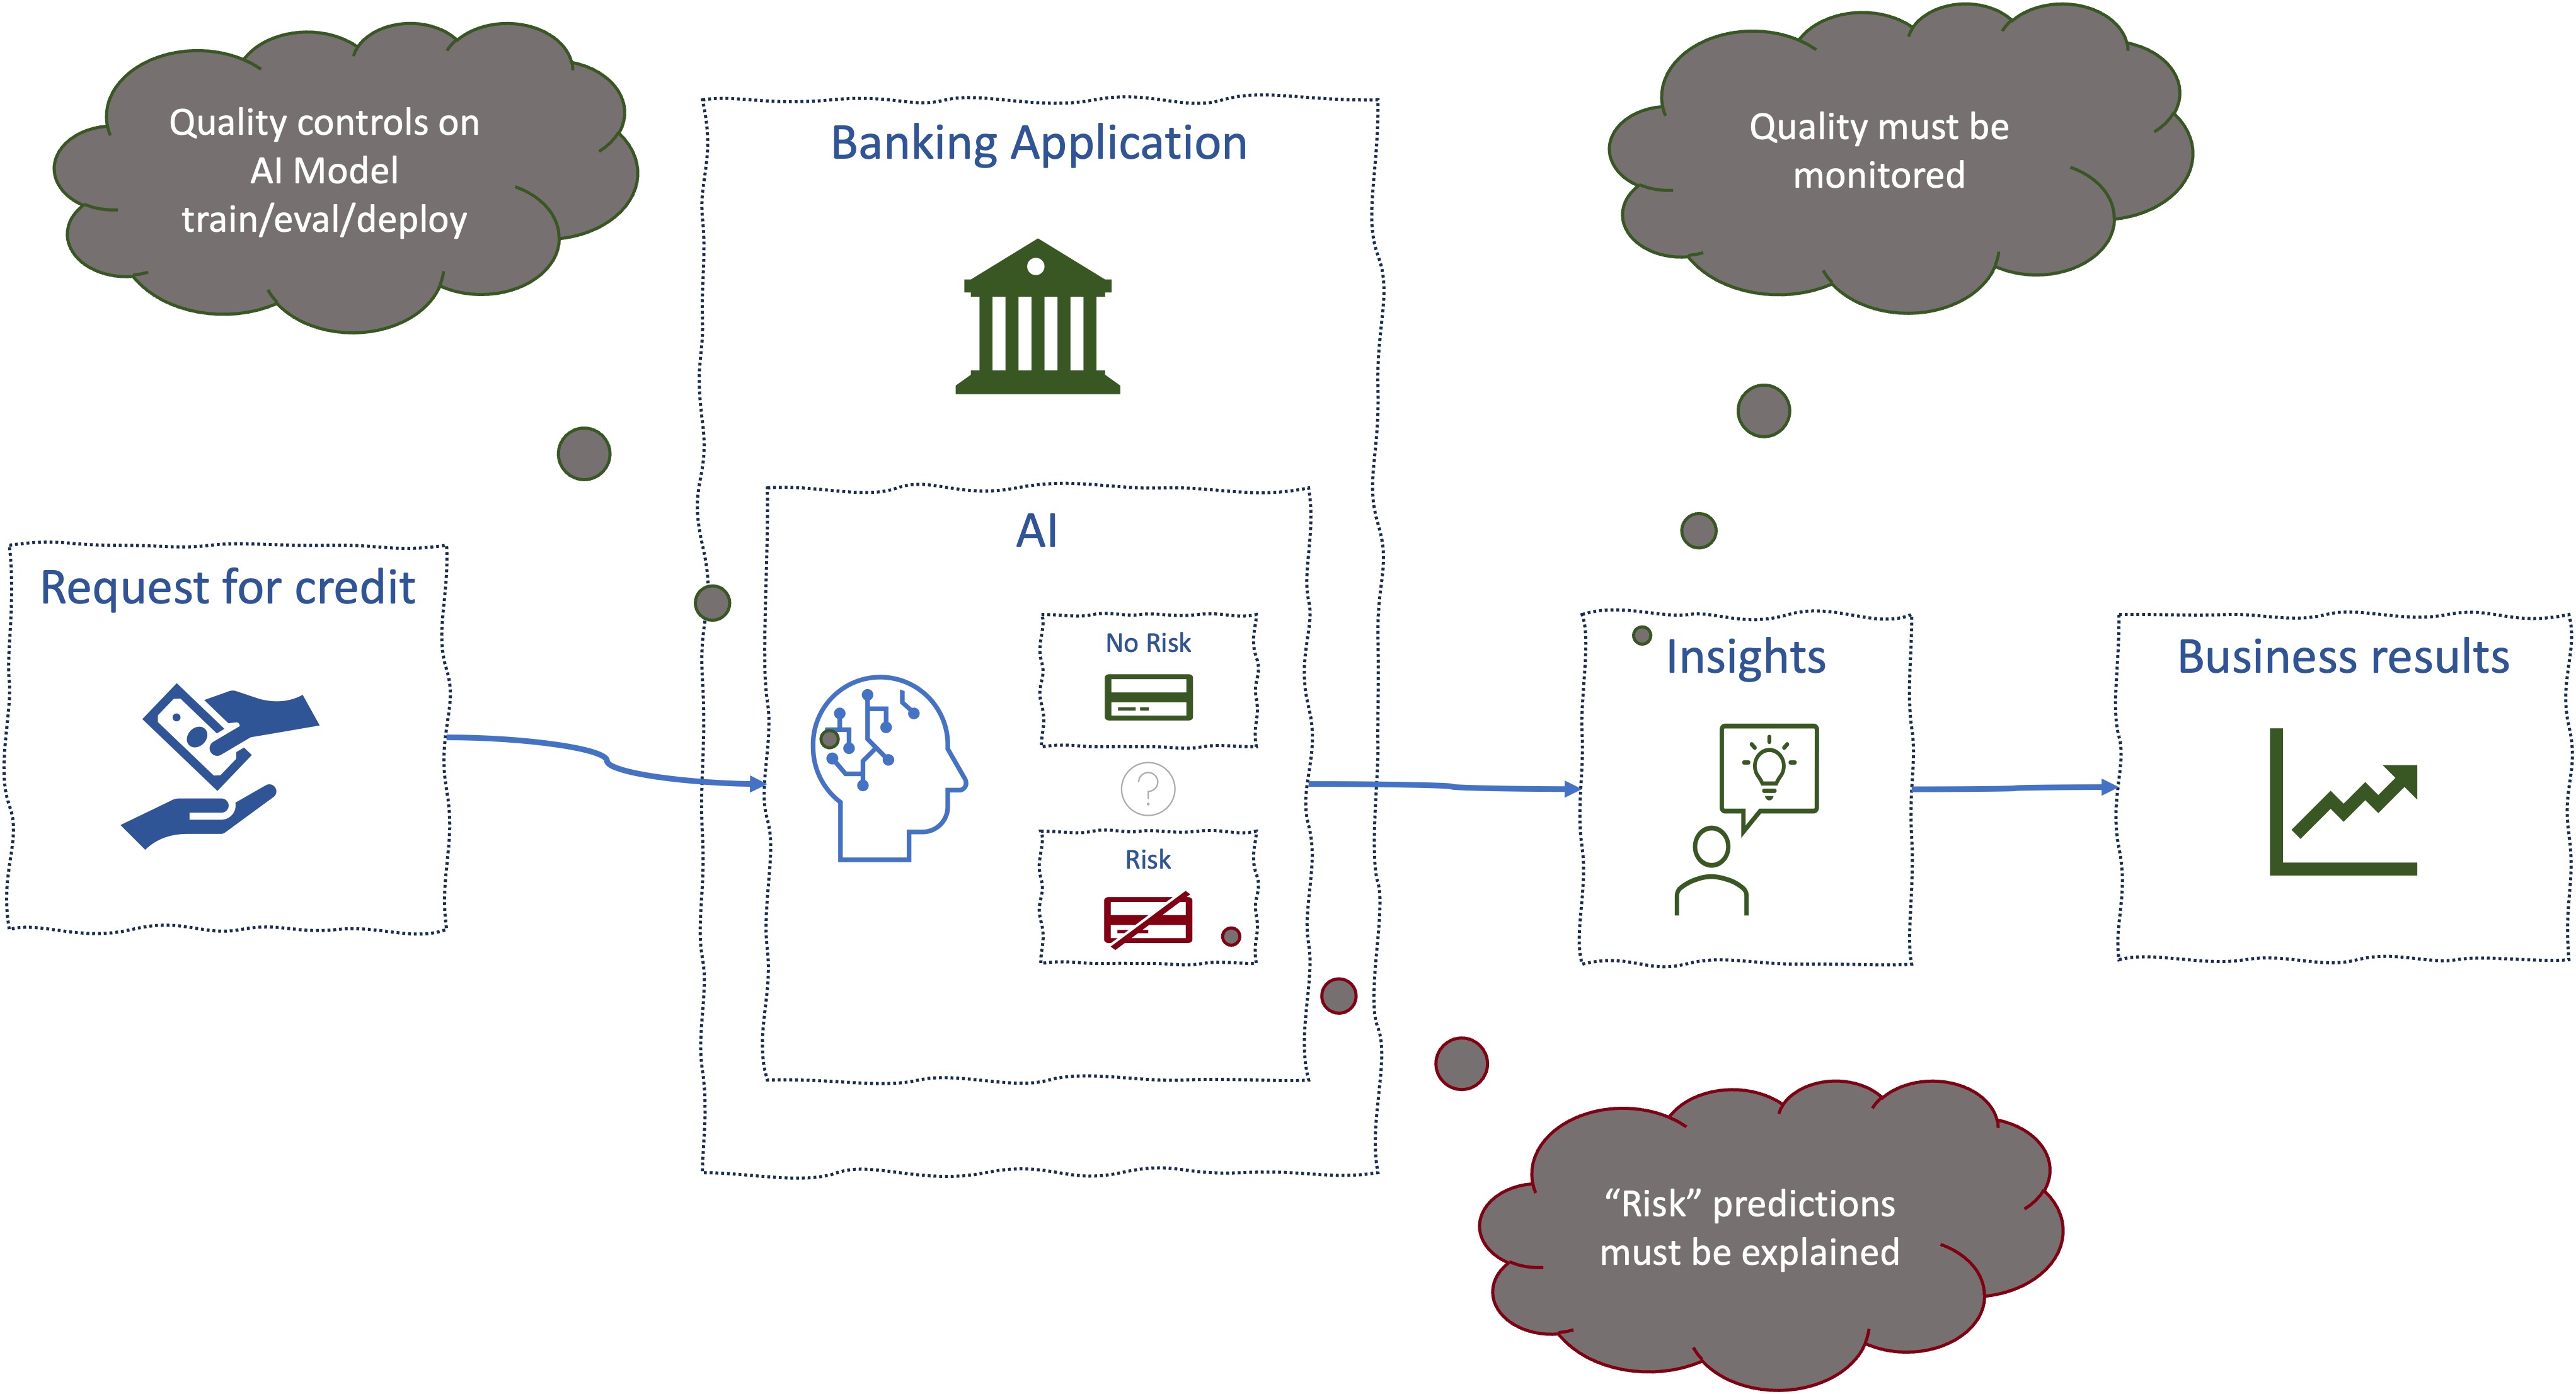 Quality controls on
AI Model
train/eval/deploy
Quality must be
monitored
Banking Application
AI
Request for credit
No Risk
?
Risk
Insights
Business results
“Risk” predictions
must be explained